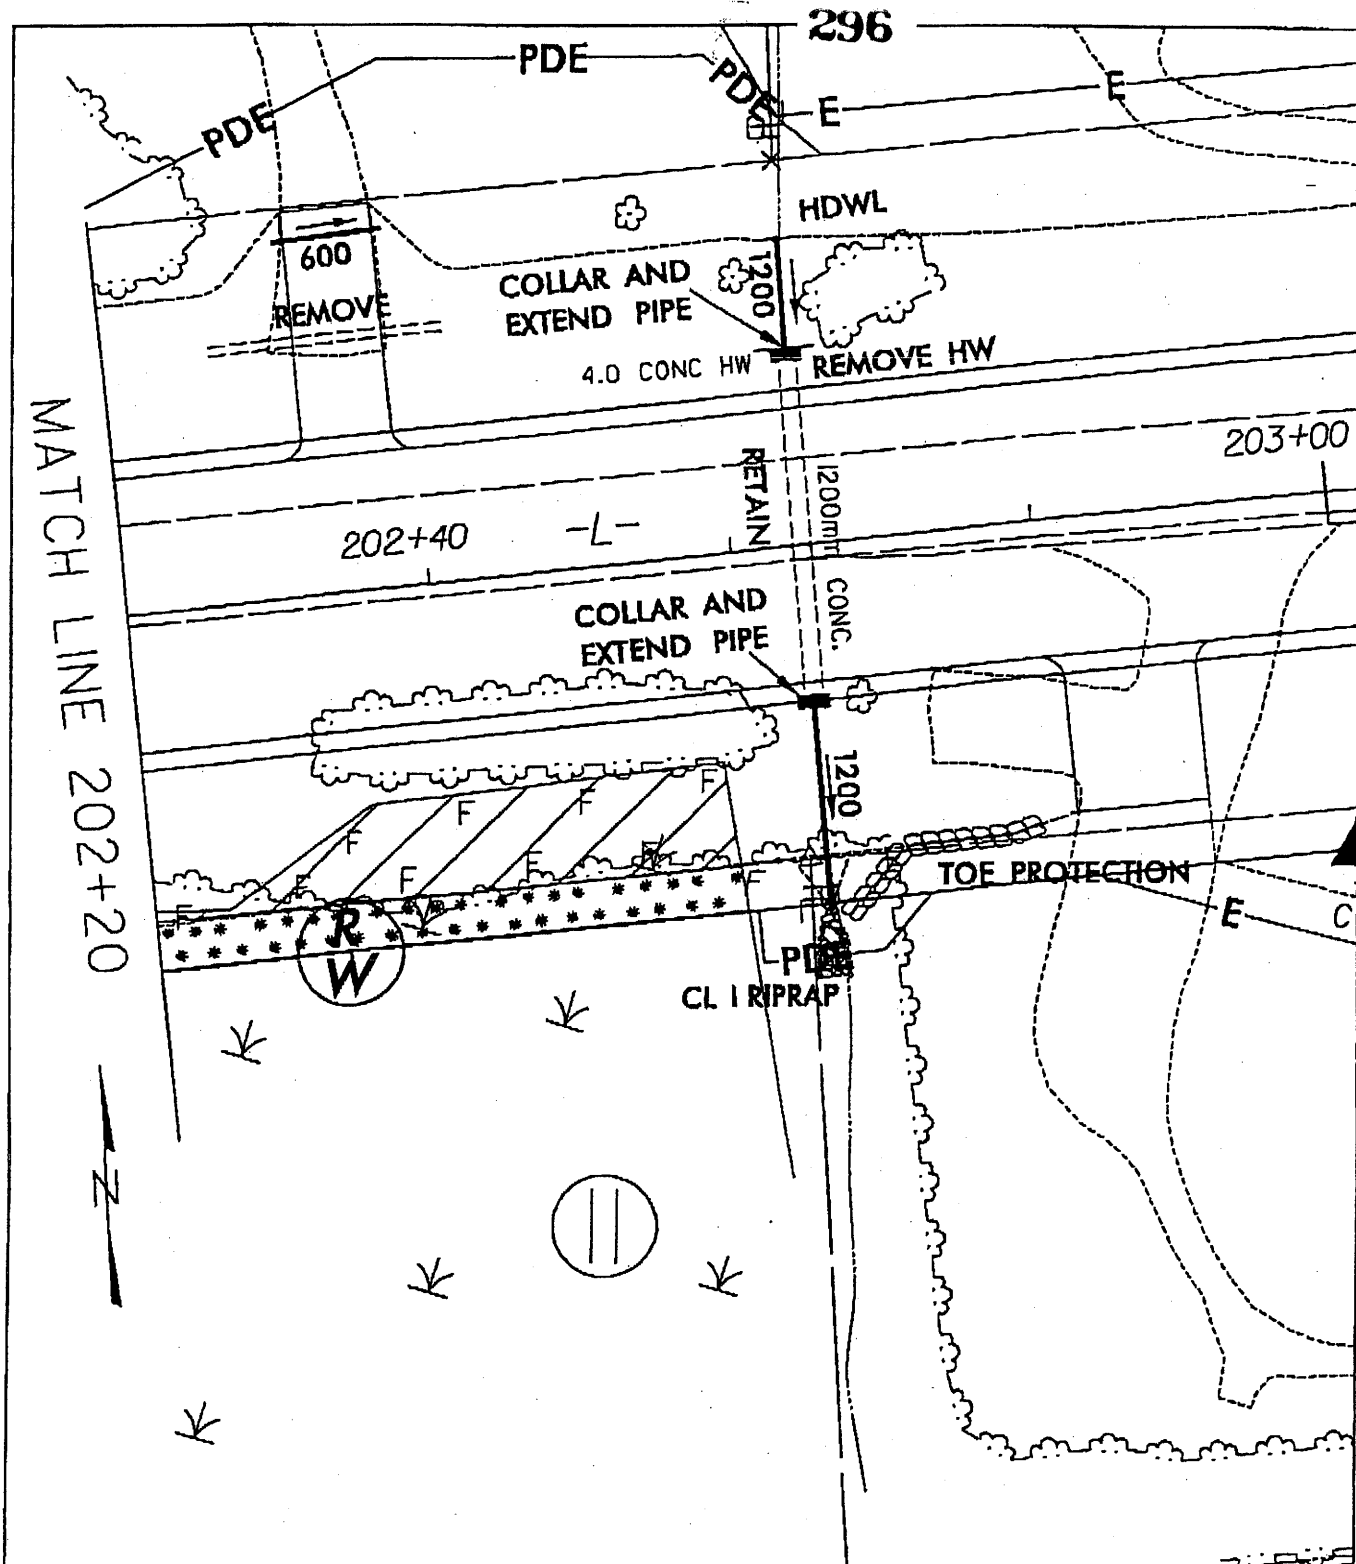 296
PDE
PDE
PDE
E
E
HDWL
600
1200
COLLAR AND
EXTEND PIPE
REMOVE
4.0 CONC HW
REMOVE HW
203+00
RETAIN
1200mm CONC.
202+40
-L-
MATCH LINE 202+20
COLLAR AND
EXTEND PIPE
1200
F
F
F
F
F
F
F
F
F
F
TOE PROTECTION
E
C
R
W
PDE
CL I RIPRAP
N
11